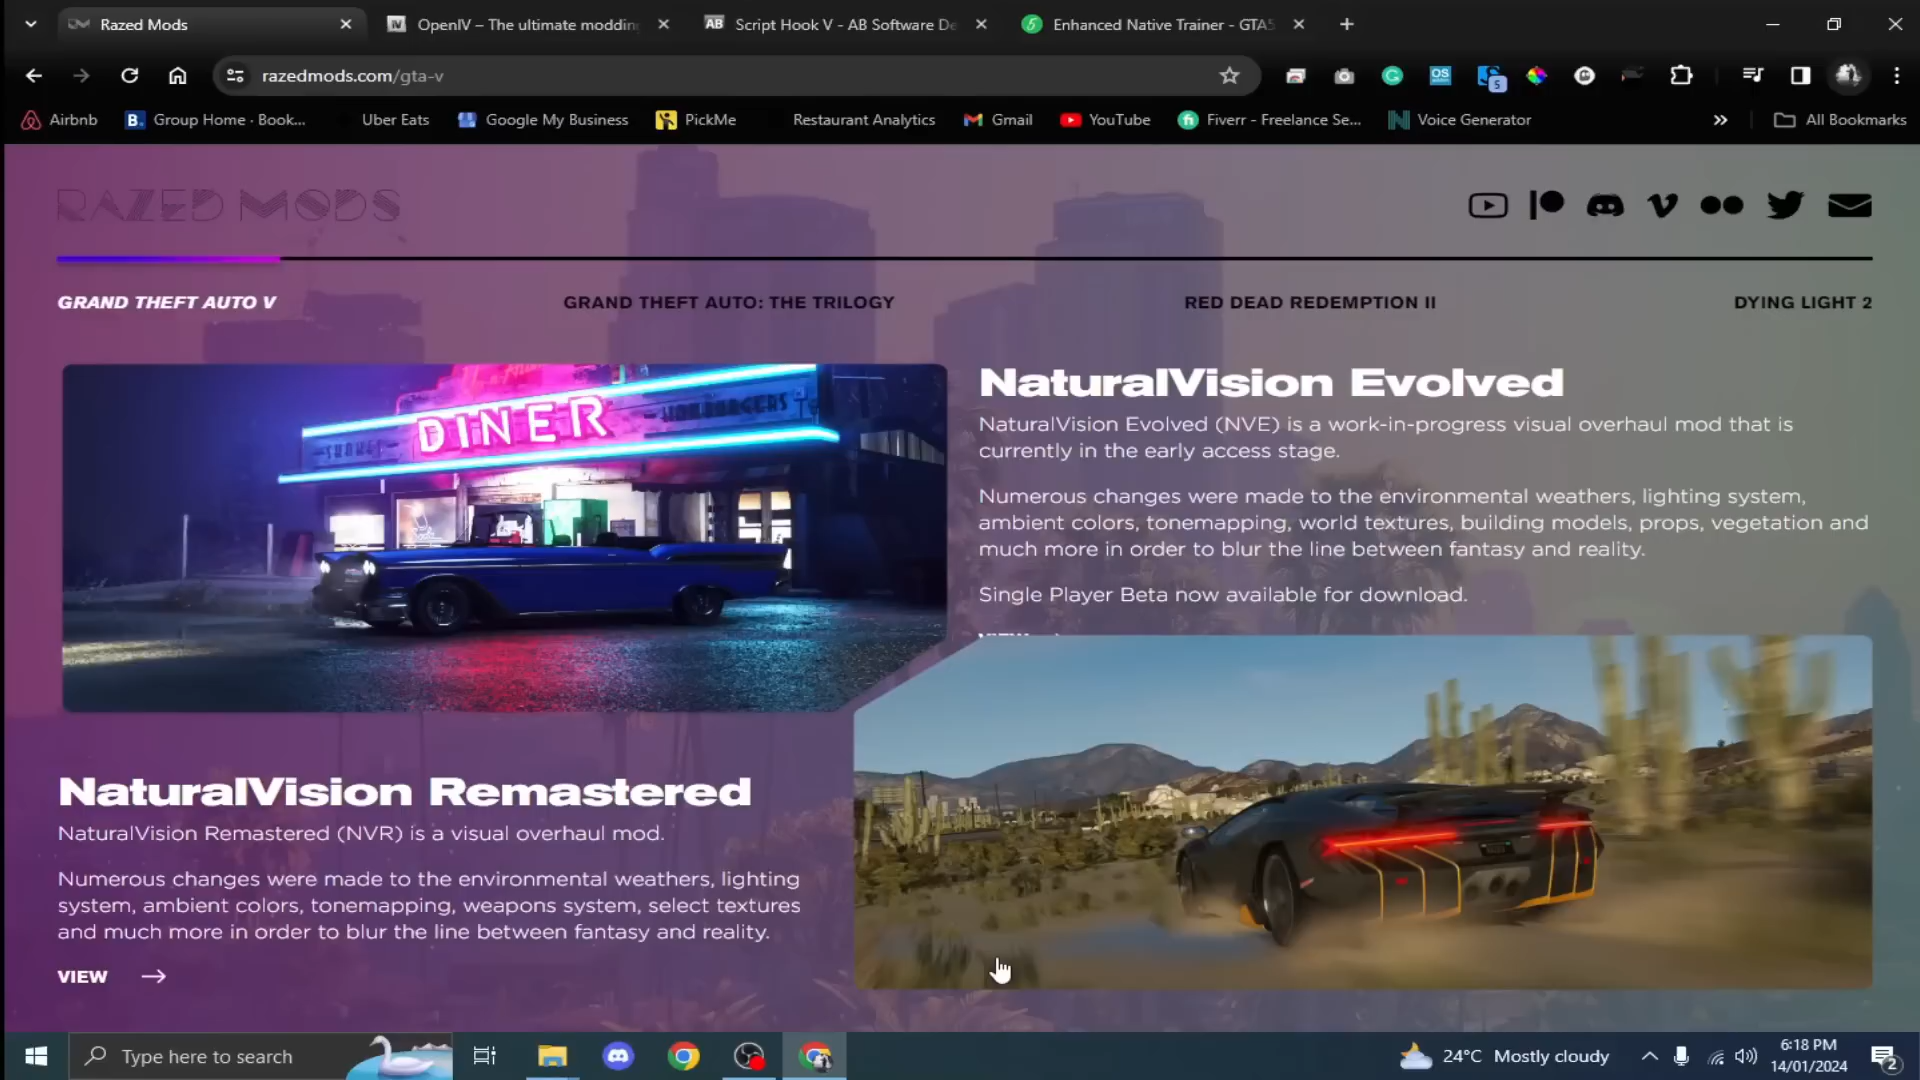 Razed Mods
OpenIV – The ultimate moddin
AB Script Hook V - AB Software De
Enhanced Native Trainer - GTA5
razedmods.com/gta-v
OS
5
Airbnb
B. Group Home · Book...
Uber Eats
Google My Business
PickMe
Restaurant Analytics
Gmail
YouTube
Fiverr - Freelance Se...
Voice Generator
All Bookmarks
RAZED MODS
GRAND THEFT AUTO V
GRAND THEFT AUTO: THE TRILOGY
RED DEAD REDEMPTION II
DYING LIGHT 2
DINER
NaturalVision Evolved
NaturalVision Evolved (NVE) is a work-in-progress visual overhaul mod that is
currently in the early access stage.
Numerous changes were made to the environmental weathers, lighting system,
ambient colors, tonemapping, world textures, building models, props, vegetation and
much more in order to blur the line between fantasy and reality.
Single Player Beta now available for download.
NaturalVision Remastered
NaturalVision Remastered (NVR) is a visual overhaul mod.
Numerous changes were made to the environmental weathers, lighting
system, ambient colors, tonemapping, weapons system, select textures
and much more in order to blur the line between fantasy and reality.
VIEW
Type here to search
24°C Mostly cloudy
6:18 PM
14/01/2024
2